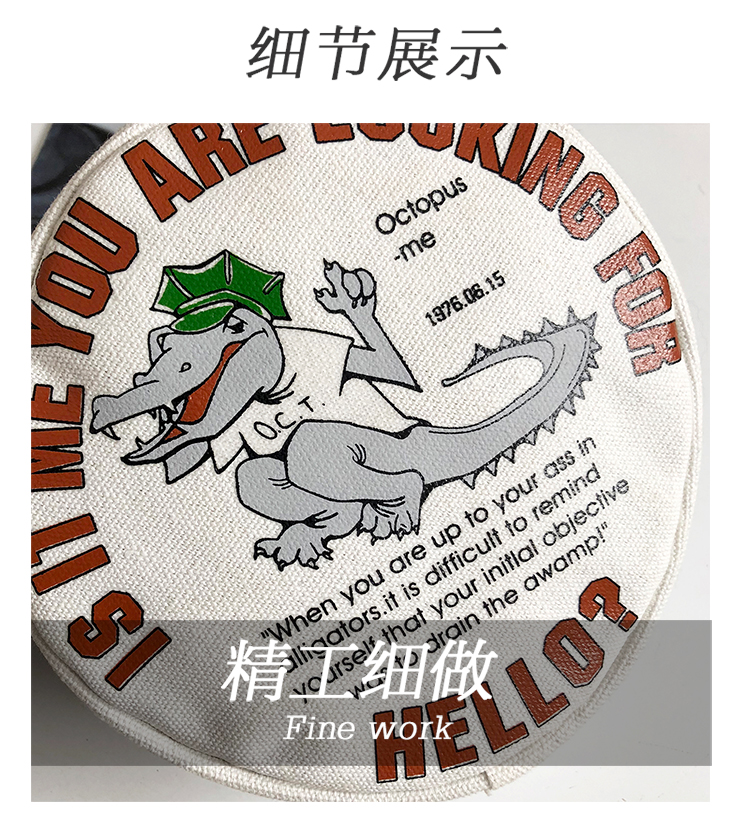 细节展示
IS IT ME YOU ARE LOOKING FOR
HELLO?
Octopus
-me
1976.06.15
O.C.T.
"When you are up to your ass in
alligators.it is difficult to remind
yourself that your initial objective
was to drain the awamp!"
精工细做
Fine work